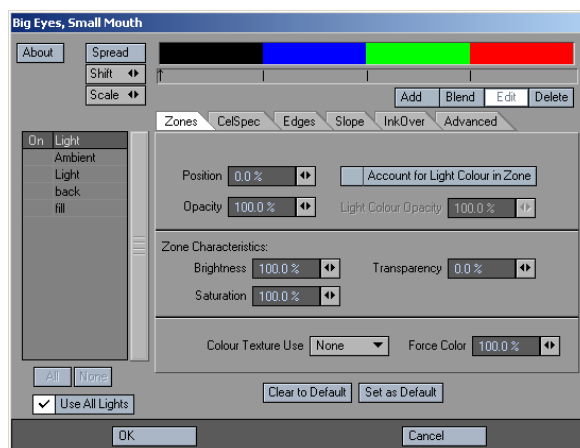 Big Eyes, Small Mouth
About Spread
Shift
Scale
Add Blend Edit Delete
Zones CelSpec Edges Slope InkOver Advanced
On Light
Ambient
Light
back
fill
Position 0.0 % Account for Light Colour in Zone
Opacity 100.0 % Light Colour Opacity 100.0 %
Zone Characteristics:
Brightness 100.0 % Transparency 0.0 %
Saturation 100.0 %
Colour Texture Use None Force Color 100.0 %
All None
Clear to Default Set as Default
Use All Lights
OK Cancel